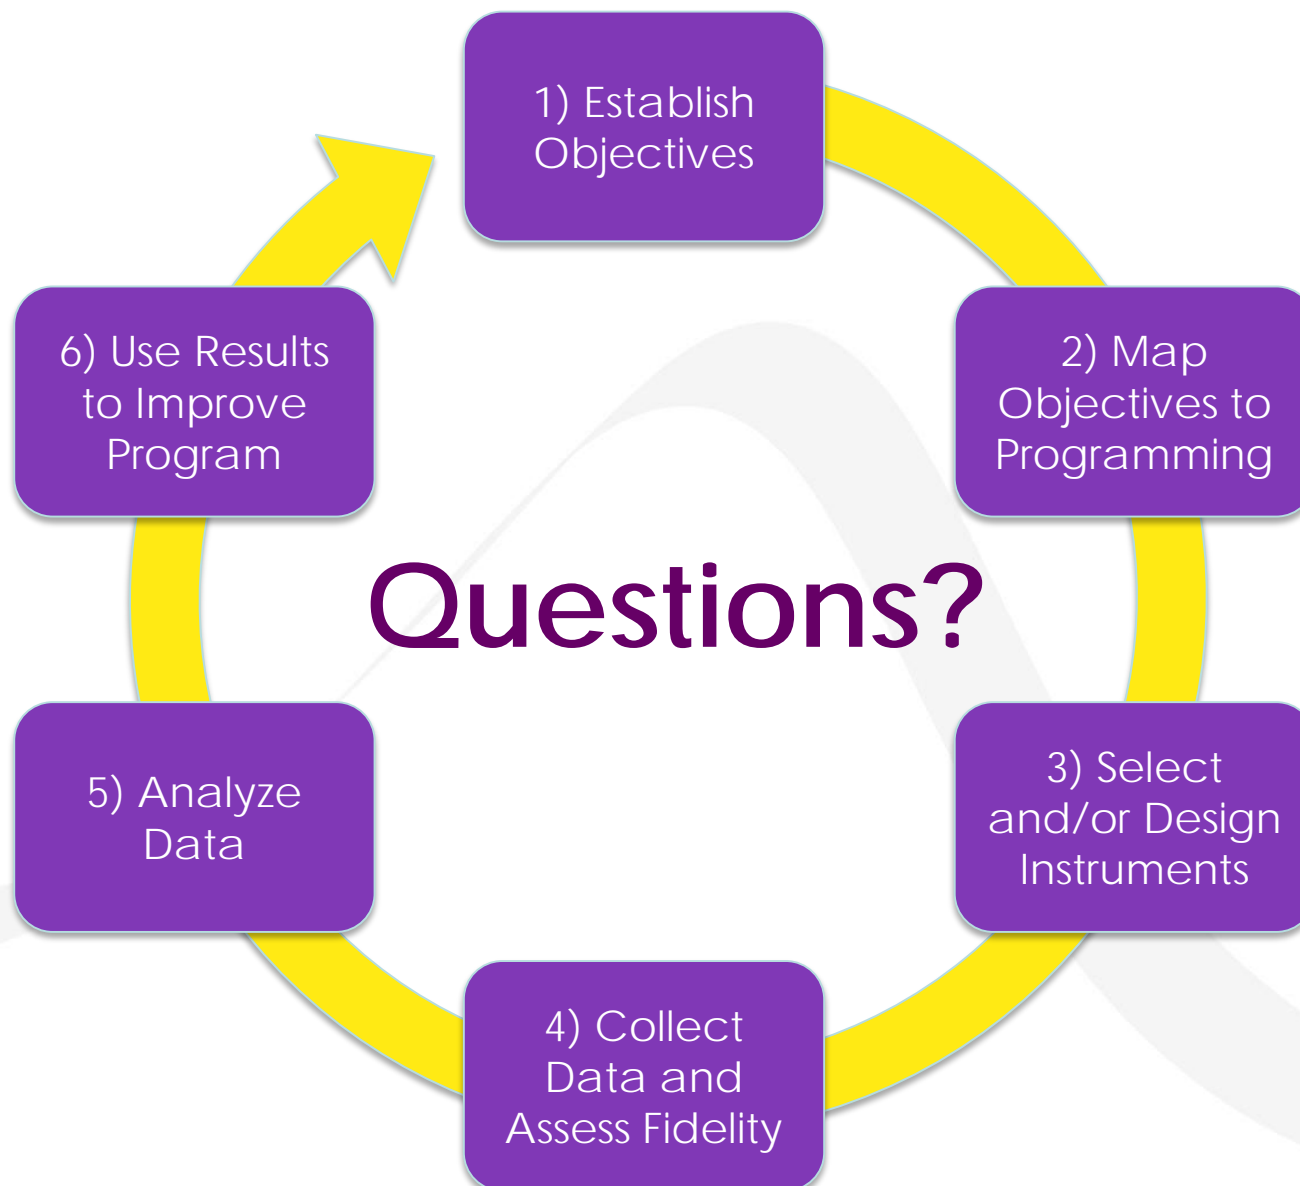 1) Establish
Objectives
2) Map
Objectives to
Programming
3) Select
and/or Design
Instruments
4) Collect
Data and
Assess Fidelity
5) Analyze
Data
6) Use Results
to Improve
Program
Questions?